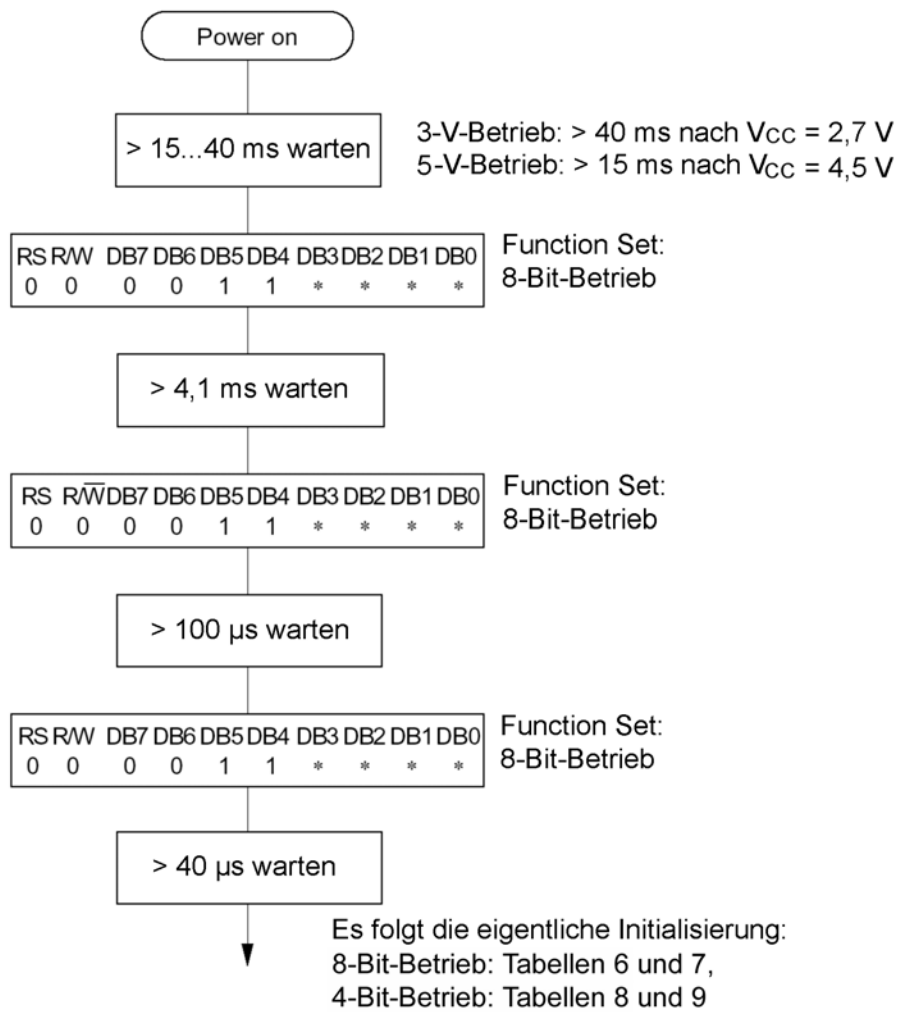 Power on
> 15...40 ms warten
3-V-Betrieb: > 40 ms nach VCC = 2,7 V
5-V-Betrieb: > 15 ms nach VCC = 4,5 V
RS R/W DB7 DB6 DB5 DB4 DB3 DB2 DB1 DB0
0 0 0 0 1 1 * * * *
Function Set:
8-Bit-Betrieb
> 4,1 ms warten
RS R/W̅ DB7 DB6 DB5 DB4 DB3 DB2 DB1 DB0
0 0 0 0 1 1 * * * *
Function Set:
8-Bit-Betrieb
> 100 µs warten
RS R/W DB7 DB6 DB5 DB4 DB3 DB2 DB1 DB0
0 0 0 0 1 1 * * * *
Function Set:
8-Bit-Betrieb
> 40 µs warten
Es folgt die eigentliche Initialisierung:
8-Bit-Betrieb: Tabellen 6 und 7,
4-Bit-Betrieb: Tabellen 8 und 9